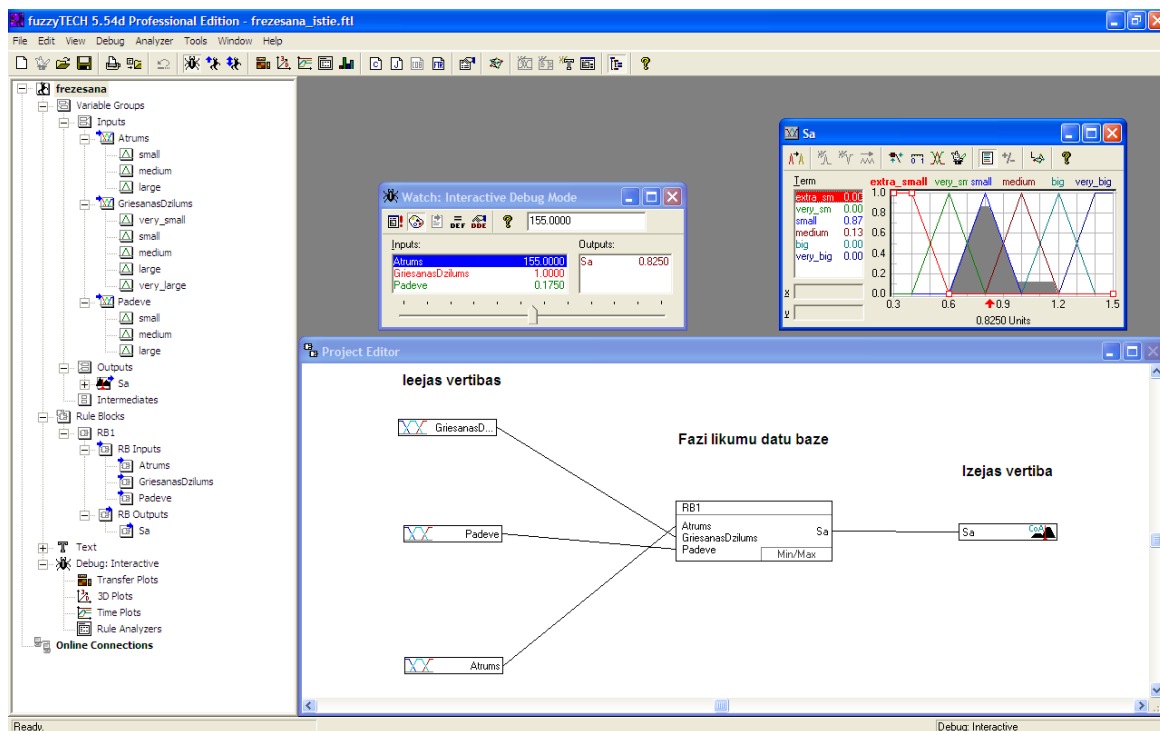 fuzzyTECH 5.54d Professional Edition - frezesana_istie.ftl
File Edit View Debug Analyzer Tools Window Help
frezesana
Variable Groups
Inputs
Atrums
small
medium
large
GriesanasDzilums
very_small
small
medium
large
very_large
Padeve
small
medium
large
Outputs
Sa
Intermediates
Rule Blocks
RB1
RB Inputs
Atrums
GriesanasDzilums
Padeve
RB Outputs
Sa
Text
Debug: Interactive
Transfer Plots
3D Plots
Time Plots
Rule Analyzers
Online Connections
Watch: Interactive Debug Mode
DEF DDE 155.0000
Inputs: Outputs:
Atrums 155.0000 Sa 0.8250
GriesanasDzilums 1.0000
Padeve 0.1750
Sa
Term extra_small very_sm small medium big very_big
extra_sm 0.00
very_sm 0.00
small 0.87
medium 0.13
big 0.00
very_big 0.00
x
y
1.0
0.8
0.6
0.4
0.2
0.0
0.3 0.6 0.9 1.2 1.5
0.8250 Units
Project Editor
Ieejas vertibas
GriesanasD...
Padeve
Atrums
Fazi likumu datu baze
RB1
Atrums
GriesanasDzilums
Padeve
Sa
Min/Max
Izejas vertiba
Sa CoA
Ready. Debug: Interactive